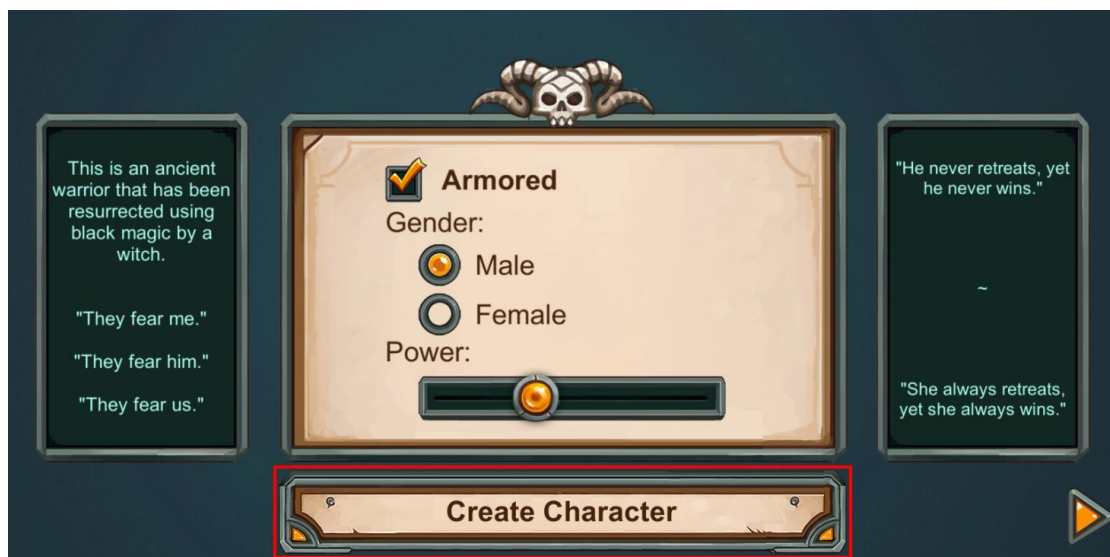 This is an ancient
warrior that has been
resurrected using
black magic by a
witch.
"They fear me."
"They fear him."
"They fear us."
Armored
Gender:
Male
Female
Power:
Create Character
"He never retreats, yet
he never wins."
~
"She always retreats,
yet she always wins."